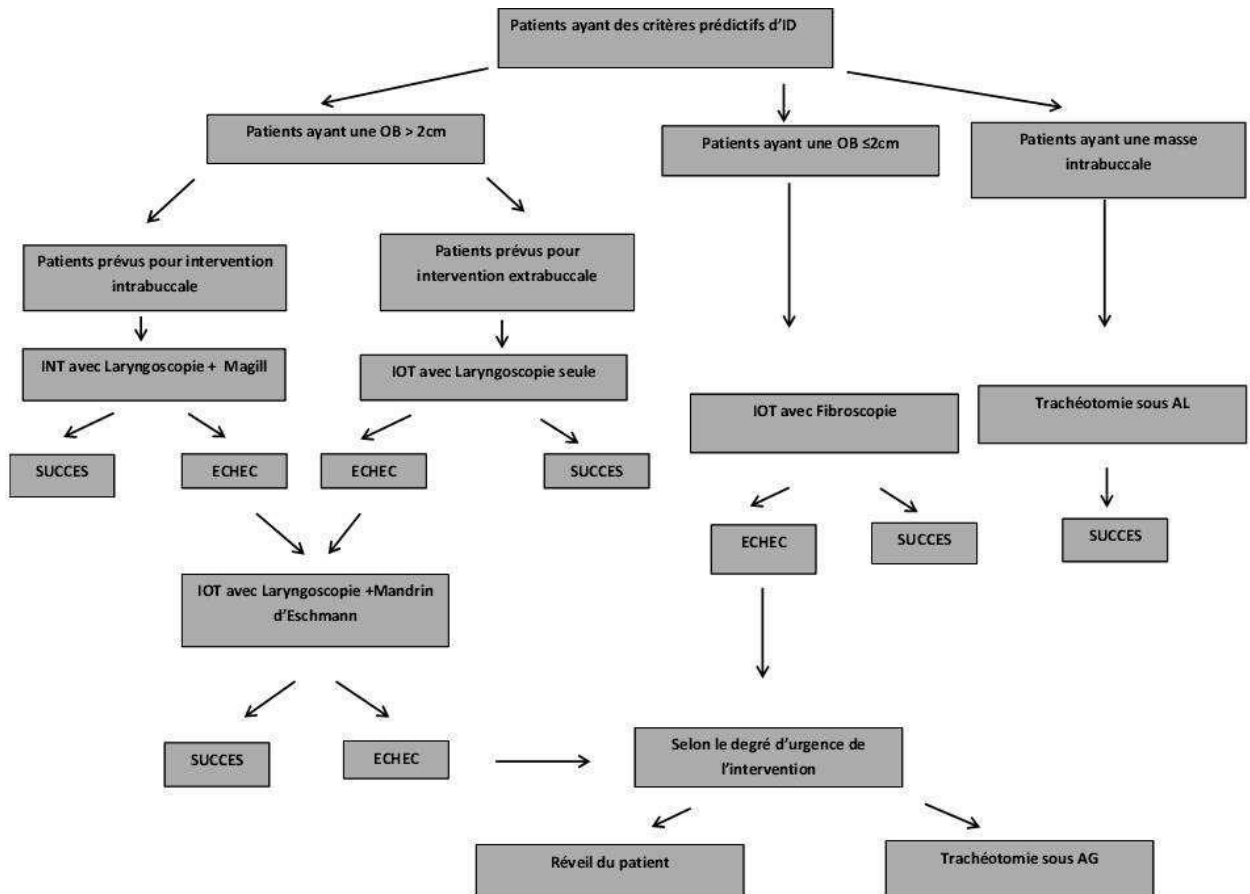 Patients ayant des critères prédictifs d'ID
Patients ayant une OB > 2cm
Patients ayant une OB ≤2cm
Patients ayant une masse
intrabuccale
Patients prévus pour intervention
intrabuccale
Patients prévus pour
intervention extrabuccale
INT avec Laryngoscopie + Magill
IOT avec Laryngoscopie seule
IOT avec Fibroscopie
Trachéotomie sous AL
SUCCES
ECHEC
ECHEC
SUCCES
ECHEC
SUCCES
SUCCES
IOT avec Laryngoscopie +Mandrin
d'Eschmann
SUCCES
ECHEC
Selon le degré d'urgence de
l'intervention
Réveil du patient
Trachéotomie sous AG